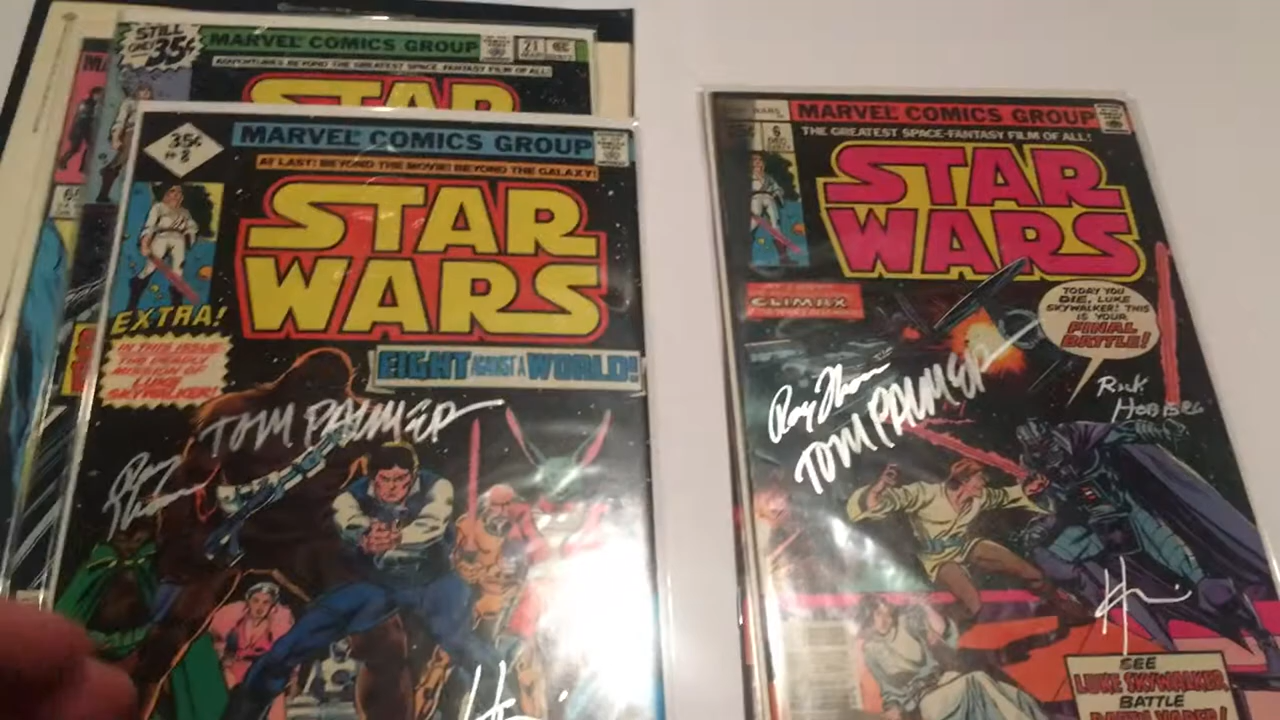 STILL
ONLY 35¢
MARVEL COMICS GROUP
21
ADVENTURES BEYOND THE GREATEST SPACE-FANTASY FILM OF ALL!
STAR
35¢
#8
MARVEL COMICS GROUP
AT LAST! BEYOND THE MOVIE! BEYOND THE GALAXY!
STAR
WARS
EXTRA!
IN THIS ISSUE
THE DEADLY
MISSION OF
LUKE
SKYWALKER!
EIGHT AGAINST A WORLD!
TOM PALMER
Roy Thomas
MARVEL COMICS GROUP
6
THE GREATEST SPACE-FANTASY FILM OF ALL!
STAR
WARS
CLIMAX
TODAY YOU
DIE, LUKE
SKYWALKER! THIS
IS YOUR
FINAL
BATTLE!
Roy Thomas
TOM PALMER
Rick
HOBERG
SEE
LUKE SKYWALKER
BATTLE
DARTH VADER!